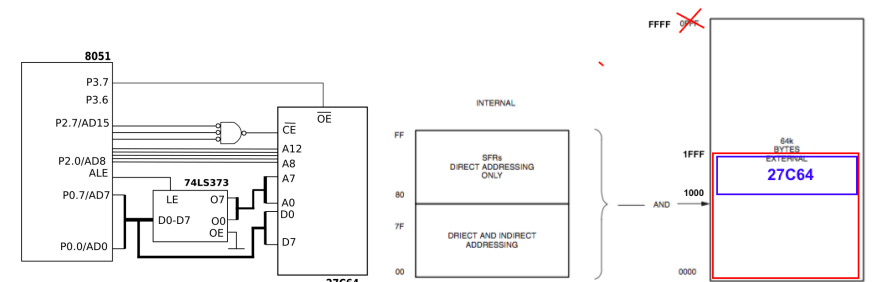 8051
P3.7
P3.6
P2.7/AD15
P2.0/AD8
ALE
P0.7/AD7
P0.0/AD0
74LS373
LE
O7
D0-D7
O0
OE
OE
CE
A12
A8
A7
A0
D0
D7
27C64
INTERNAL
FF
SFRs
DIRECT ADDRESSING
ONLY
80
7F
DRIECT AND INDIRECT
ADDRESSING
00
AND
FFFF
0FFF
64k
BYTES
EXTERNAL
27C64
1FFF
1000
0000